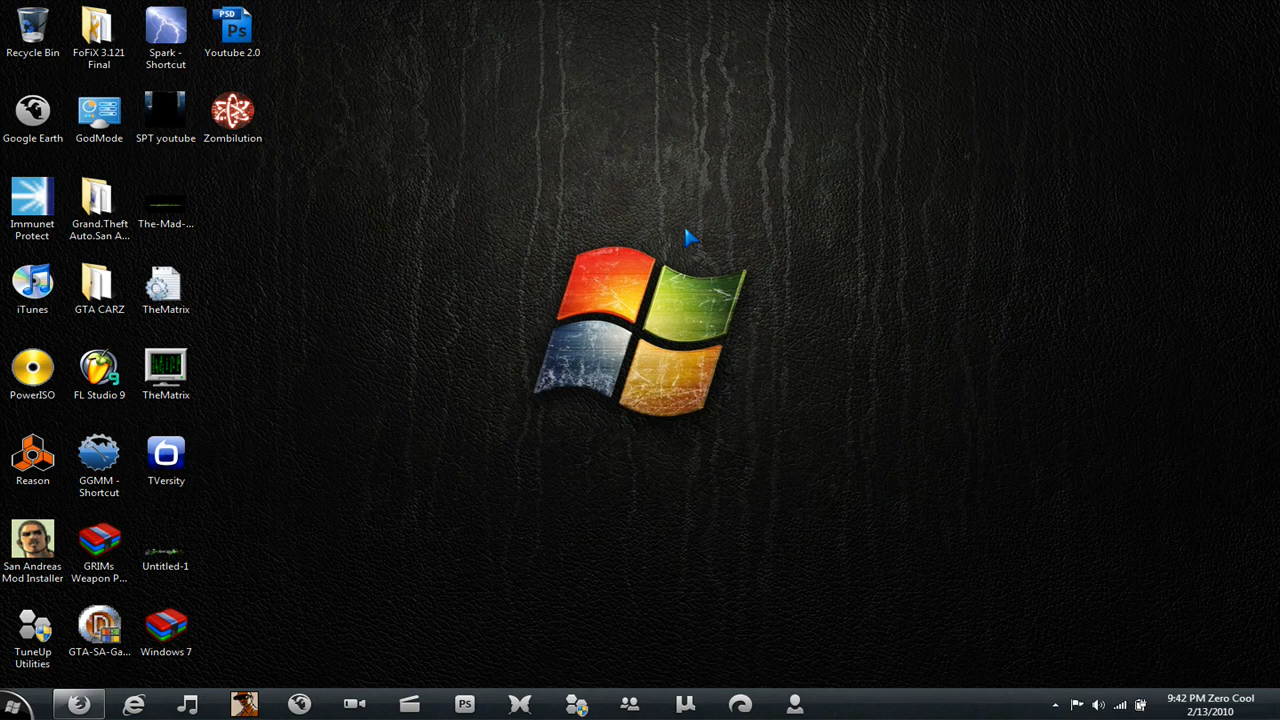 Recycle Bin
FoFiX 3.121
Final
Spark -
Shortcut
PSD
Ps
Youtube 2.0
Google Earth
GodMode
SPT youtube
Zombilution
Immunet
Protect
Grand.Theft
Auto.San A...
The-Mad-...
iTunes
GTA CARZ
TheMatrix
PowerISO
9
FL Studio 9
TheMatrix
Reason
GGMM -
Shortcut
TVersity
San Andreas
Mod Installer
GRIMs
Weapon P...
Untitled-1
TuneUp
Utilities
GTA-SA-Ga...
Windows 7
PS
9:42 PM Zero Cool
2/13/2010